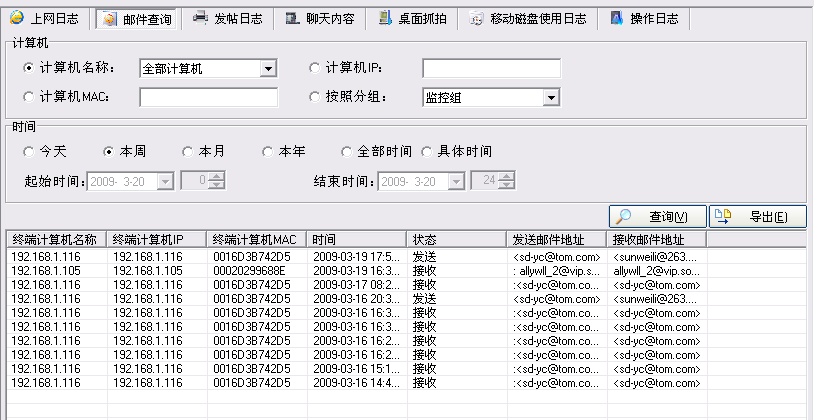 上网日志 邮件查询 发帖日志 聊天内容 桌面抓拍 移动磁盘使用日志 操作日志
计算机
计算机名称： 全部计算机 计算机IP:
计算机MAC: 按照分组： 监控组
时间
今天 本周 本月 本年 全部时间 具体时间
起始时间: 2009- 3-20 0 结束时间: 2009- 3-20 24
查询(V) 导出(E)
终端计算机名称 终端计算机IP 终端计算机MAC 时间 状态 发送邮件地址 接收邮件地址
192.168.1.116 192.168.1.116 0016D3B742D5 2009-03-19 17:5... 发送 <sd-yc@tom.com> <sunweili@263....
192.168.1.105 192.168.1.105 00020299688E 2009-03-19 16:3... 接收 : allywll_2@vip.s... allywll_2@vip.so...
192.168.1.116 192.168.1.116 0016D3B742D5 2009-03-17 08:2... 接收 :<sd-yc@tom.co... <sd-yc@tom.com>
192.168.1.116 192.168.1.116 0016D3B742D5 2009-03-16 20:3... 发送 <sd-yc@tom.com> <sunweili@263....
192.168.1.116 192.168.1.116 0016D3B742D5 2009-03-16 16:3... 接收 :<sd-yc@tom.co... <sd-yc@tom.com>
192.168.1.116 192.168.1.116 0016D3B742D5 2009-03-16 16:3... 接收 :<sd-yc@tom.co... <sd-yc@tom.com>
192.168.1.116 192.168.1.116 0016D3B742D5 2009-03-16 16:2... 接收 :<sd-yc@tom.co... <sd-yc@tom.com>
192.168.1.116 192.168.1.116 0016D3B742D5 2009-03-16 16:2... 接收 :<sd-yc@tom.co... <sd-yc@tom.com>
192.168.1.116 192.168.1.116 0016D3B742D5 2009-03-16 15:1... 接收 :<sd-yc@tom.co... <sd-yc@tom.com>
192.168.1.116 192.168.1.116 0016D3B742D5 2009-03-16 14:4... 接收 :<sd-yc@tom.co... <sd-yc@tom.com>